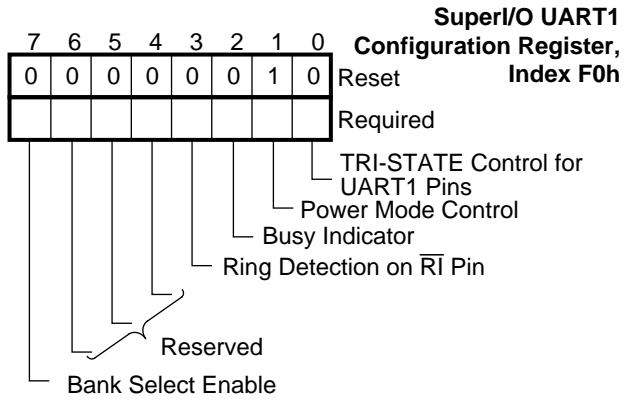 SuperI/O UART1
Configuration Register,
Index F0h
7 6 5 4 3 2 1 0
0 0 0 0 0 0 1 0 Reset
Required
TRI-STATE Control for
UART1 Pins
Power Mode Control
Busy Indicator
Ring Detection on R̅I̅ Pin
Reserved
Bank Select Enable